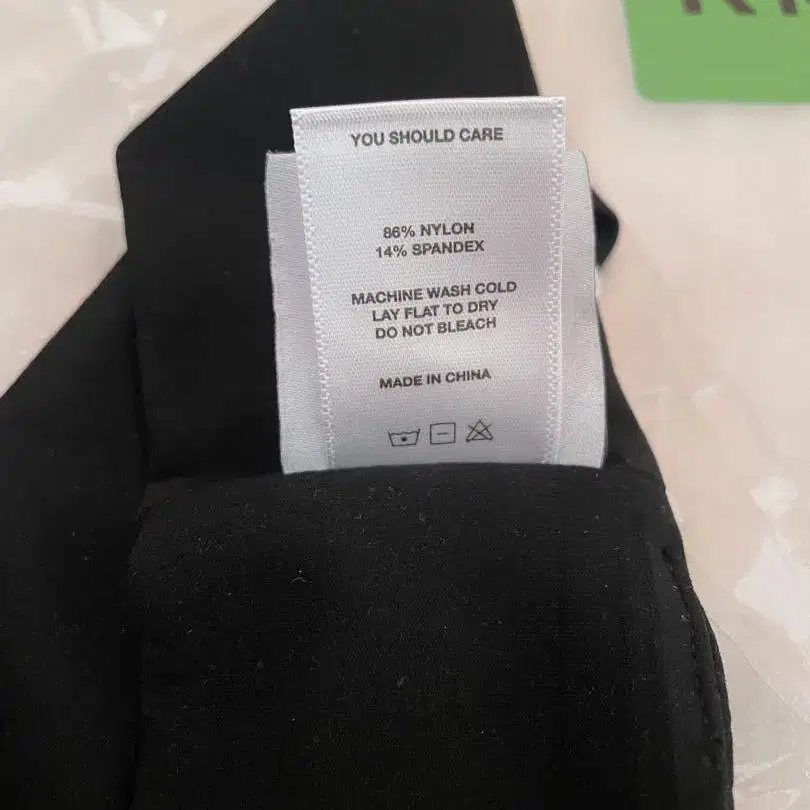 YOU SHOULD CARE
86% NYLON
14% SPANDEX
MACHINE WASH COLD
LAY FLAT TO DRY
DO NOT BLEACH
MADE IN CHINA